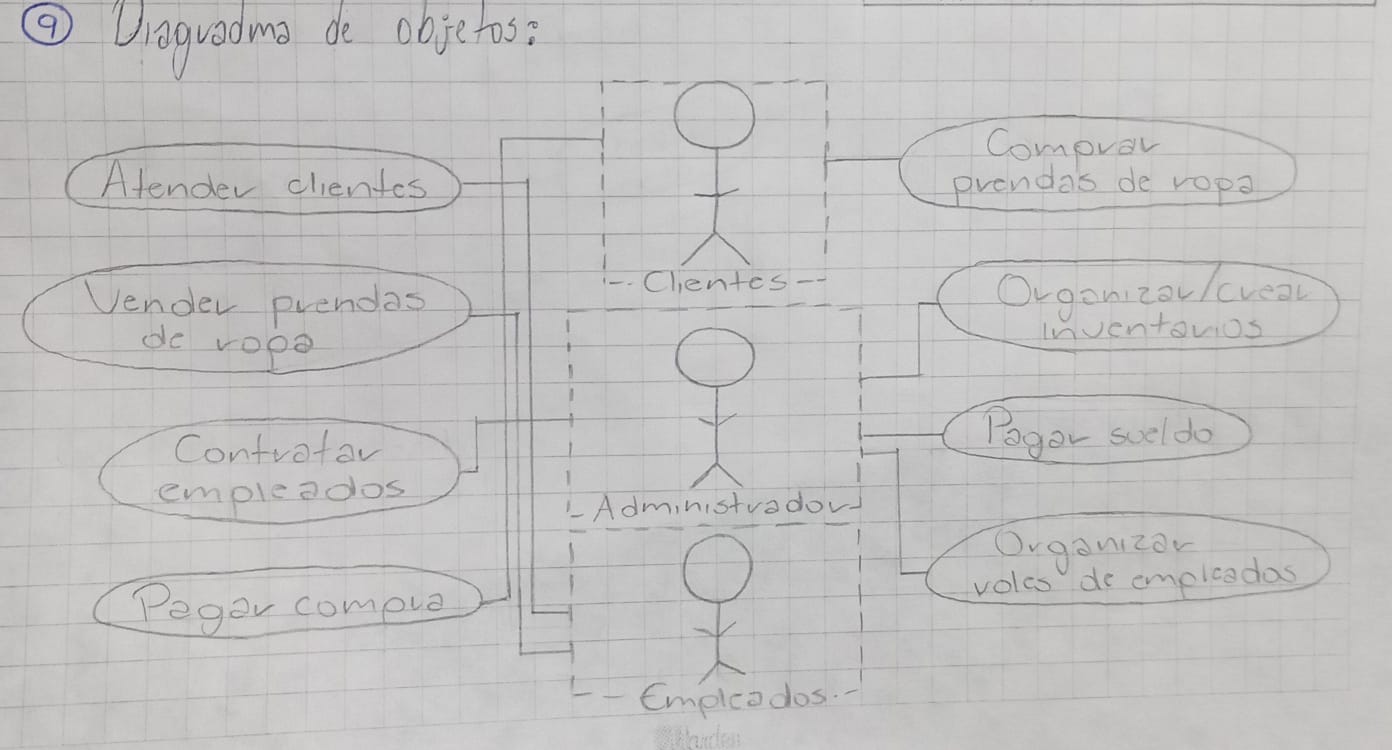 9 Diagradma de objetos:
Atender clientes
Vender prendas
de ropa
Contratar
empleados
Pagar compra
Clientes
Administrador
Empleados
Comprar
prendas de ropa
Organizar/crear
inventarios
Pagar sueldo
Organizar
roles de empleados